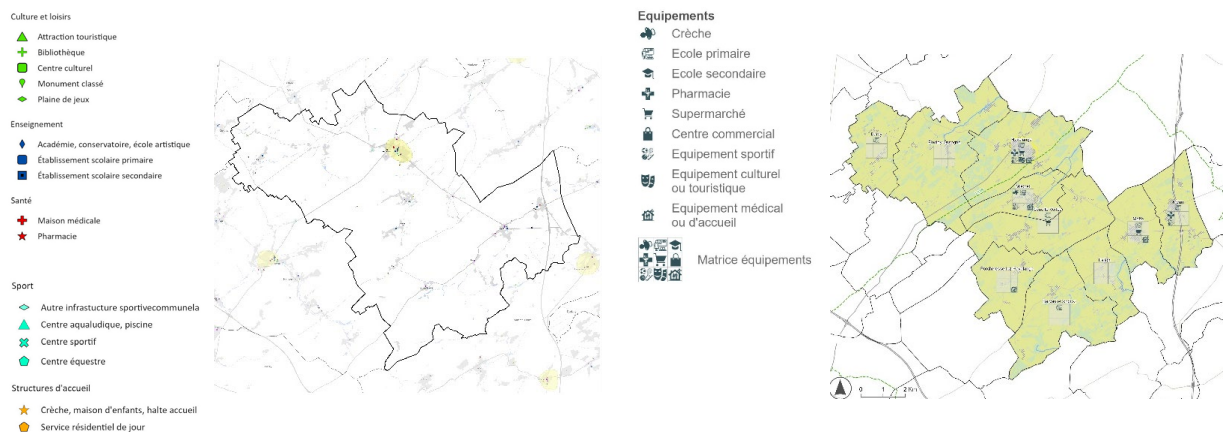 Culture et loisirs
Attraction touristique
Bibliothèque
Centre culturel
Monument classé
Plaine de jeux
Enseignement
Académie, conservatoire, école artistique
Établissement scolaire primaire
Établissement scolaire secondaire
Santé
Maison médicale
Pharmacie
Sport
Autre infrastucture sportivecommunela
Centre aqualudique, piscine
Centre sportif
Centre équestre
Structures d'accueil
Crèche, maison d'enfants, halte accueil
Service résidentiel de jour
Equipements
Crèche
Ecole primaire
Ecole secondaire
Pharmacie
Supermarché
Centre commercial
Equipement sportif
Equipement culturel
ou touristique
Equipement médical
ou d'accueil
Matrice équipements
0 1 2 Km